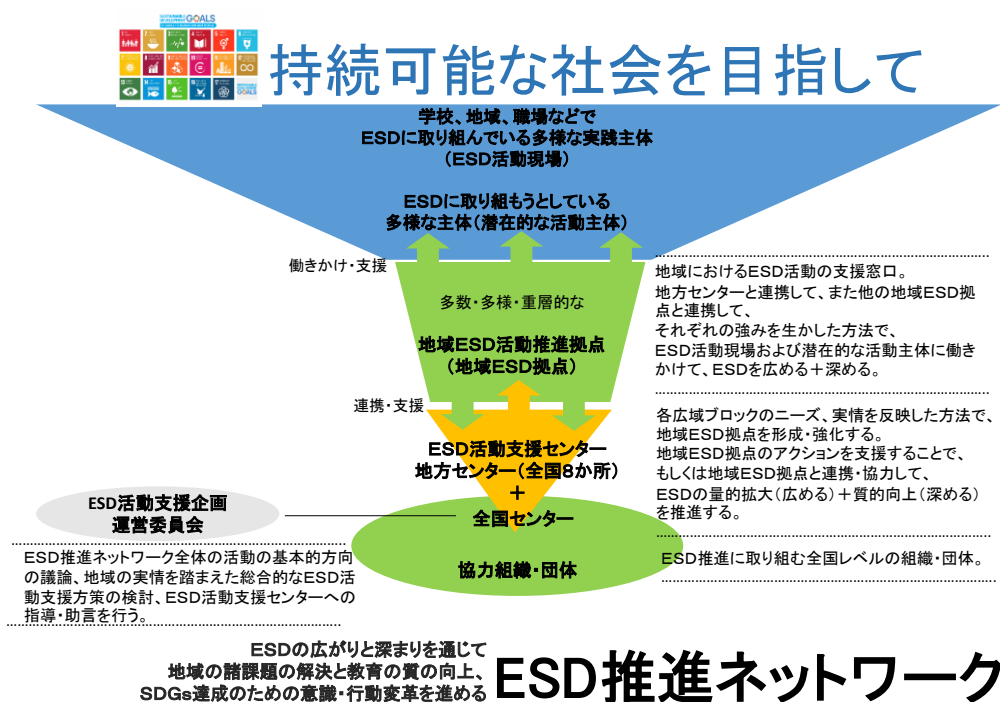 SUSTAINABLE
DEVELOPMENT GOALS
持続可能な社会を目指して
学校、地域、職場などで
ESDに取り組んでいる多様な実践主体
(ESD活動現場)
ESDに取り組もうとしている
多様な主体(潜在的な活動主体)
働きかけ・支援
多数・多様・重層的な
地域ESD活動推進拠点
(地域ESD拠点)
地域におけるESD活動の支援窓口。
地方センターと連携して、また他の地域ESD拠
点と連携して、
それぞれの強みを生かした方法で、
ESD活動現場および潜在的な活動主体に働き
かけて、ESDを広める+深める。
連携・支援
ESD活動支援センター
地方センター(全国8か所)
+
全国センター
各広域ブロックのニーズ、実情を反映した方法で、
地域ESD拠点を形成・強化する。
地域ESD拠点のアクションを支援することで、
もしくは地域ESD拠点と連携・協力して、
ESDの量的拡大(広める)+質的向上(深める)
を推進する。
ESD活動支援企画
運営委員会
ESD推進ネットワーク全体の活動の基本的方向
の議論、地域の実情を踏まえた総合的なESD活
動支援方策の検討、ESD活動支援センターへの
指導・助言を行う。
協力組織・団体
ESD推進に取り組む全国レベルの組織・団体。
ESDの広がりと深まりを通じて
地域の諸課題の解決と教育の質の向上、
SDGs達成のための意識・行動変革を進める
ESD推進ネットワーク